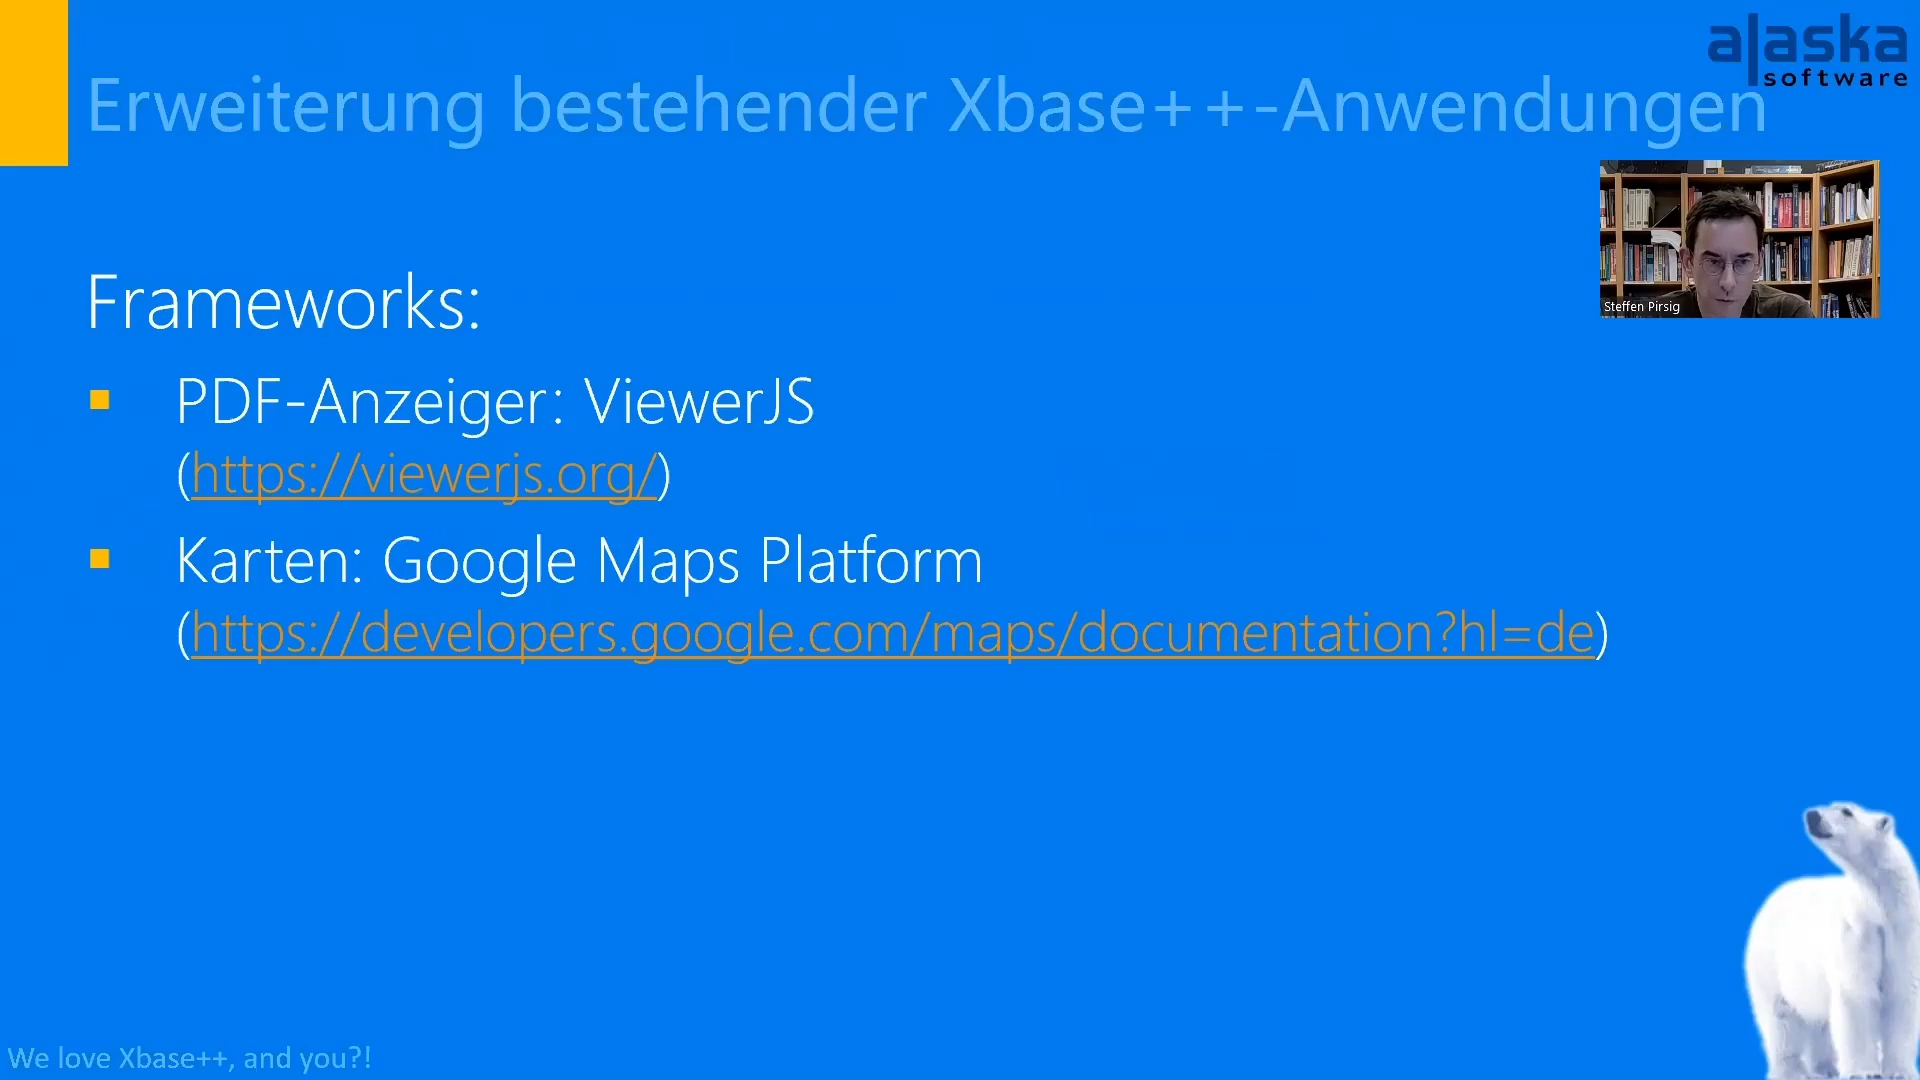 alaska
software
Erweiterung bestehender Xbase++-Anwendungen
Steffen Pirsig
Frameworks:
PDF-Anzeiger: ViewerJS
(https://viewerjs.org/)
Karten: Google Maps Platform
(https://developers.google.com/maps/documentation?hl=de)
We love Xbase++, and you?!